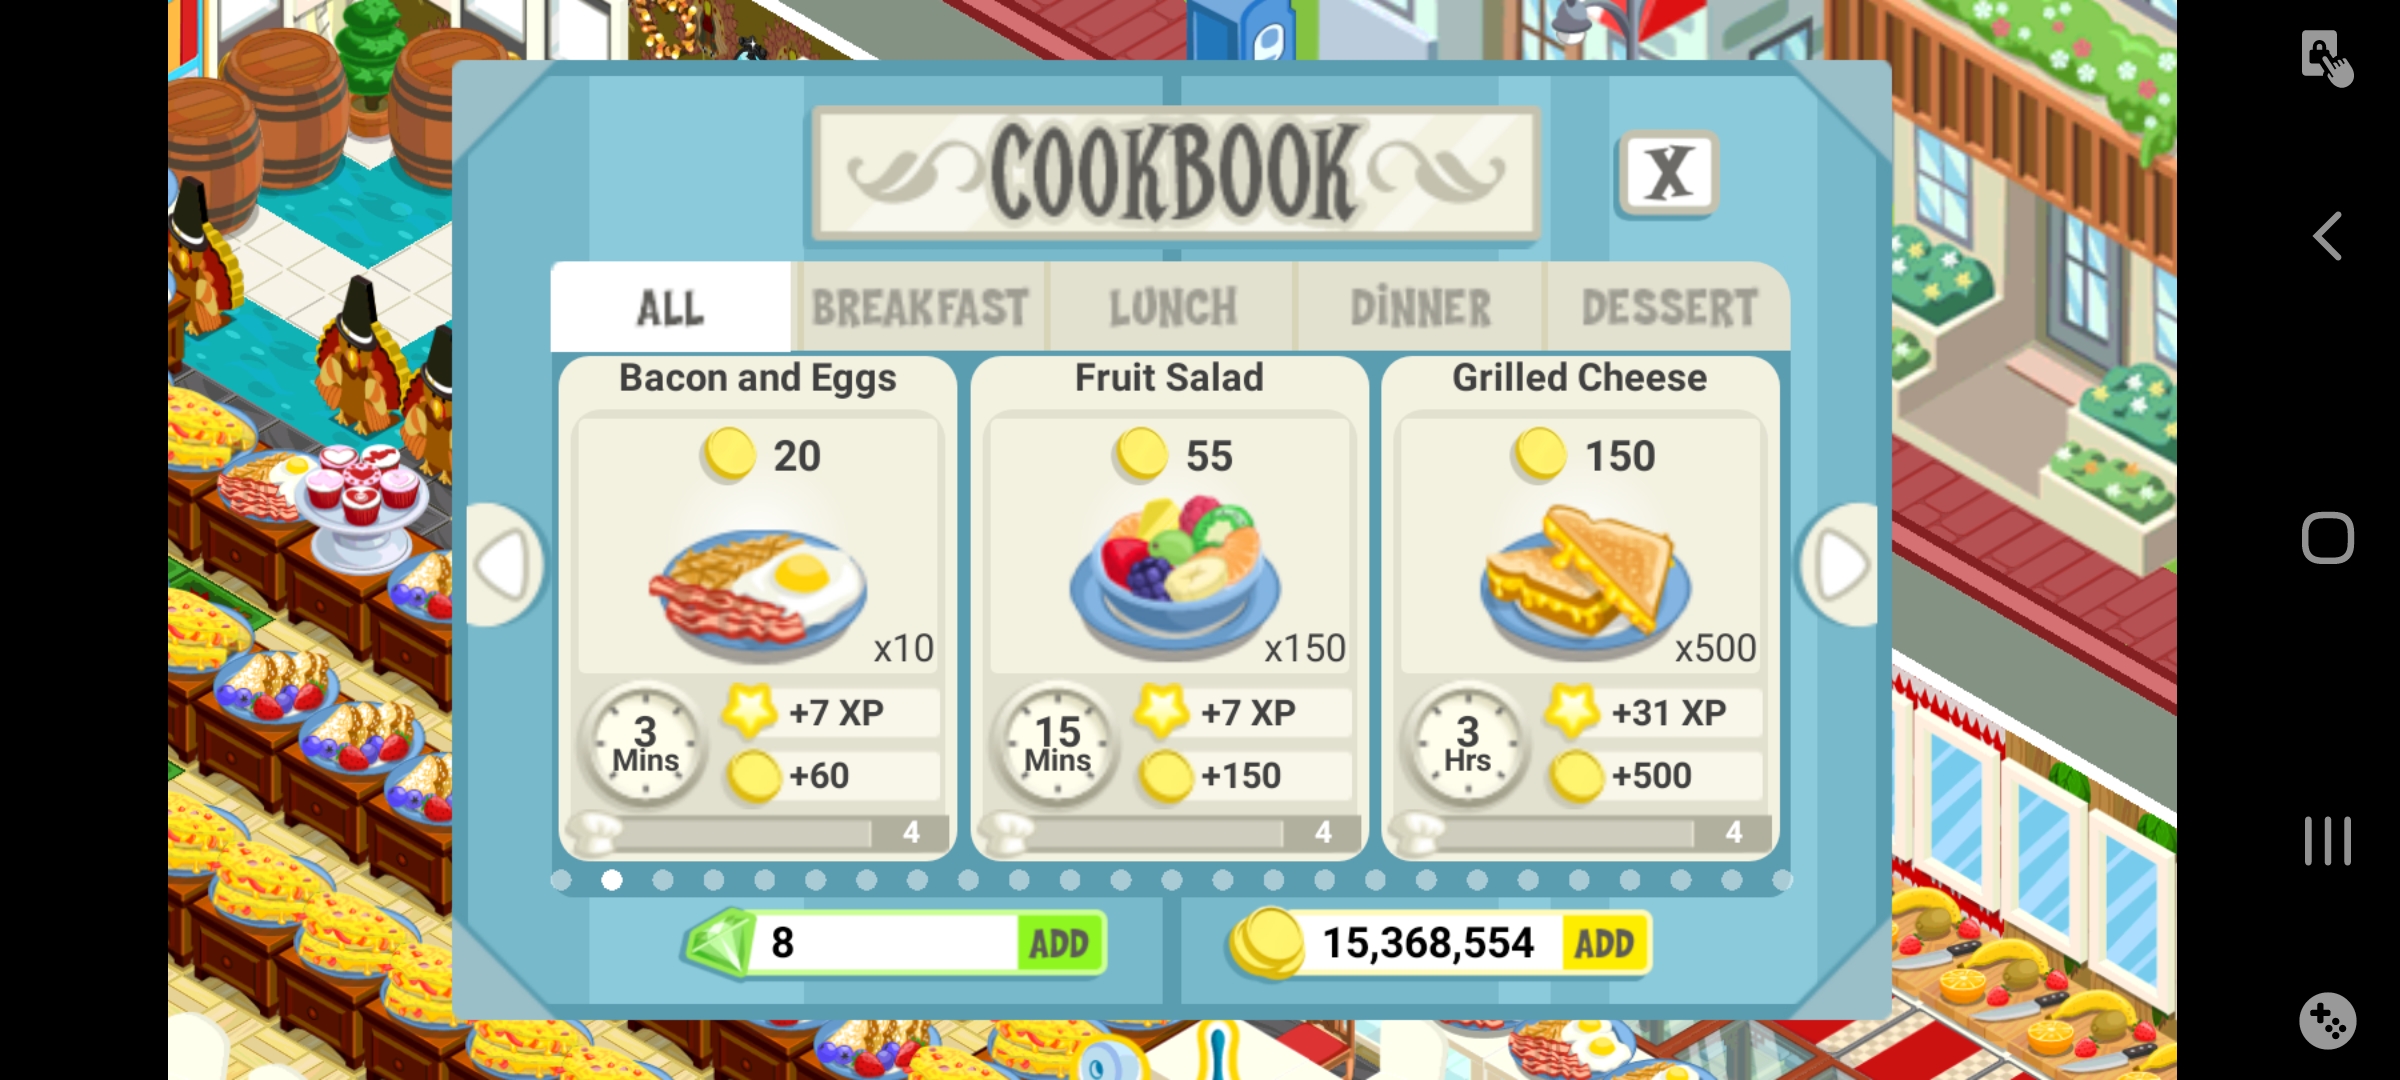 COOKBOOK
X
ALL
BREAKFAST
LUNCH
DINNER
DESSERT
Bacon and Eggs
20
x10
3
Mins
+7 XP
+60
4
Fruit Salad
55
x150
15
Mins
+7 XP
+150
4
Grilled Cheese
150
x500
3
Hrs
+31 XP
+500
4
8
ADD
15,368,554
ADD